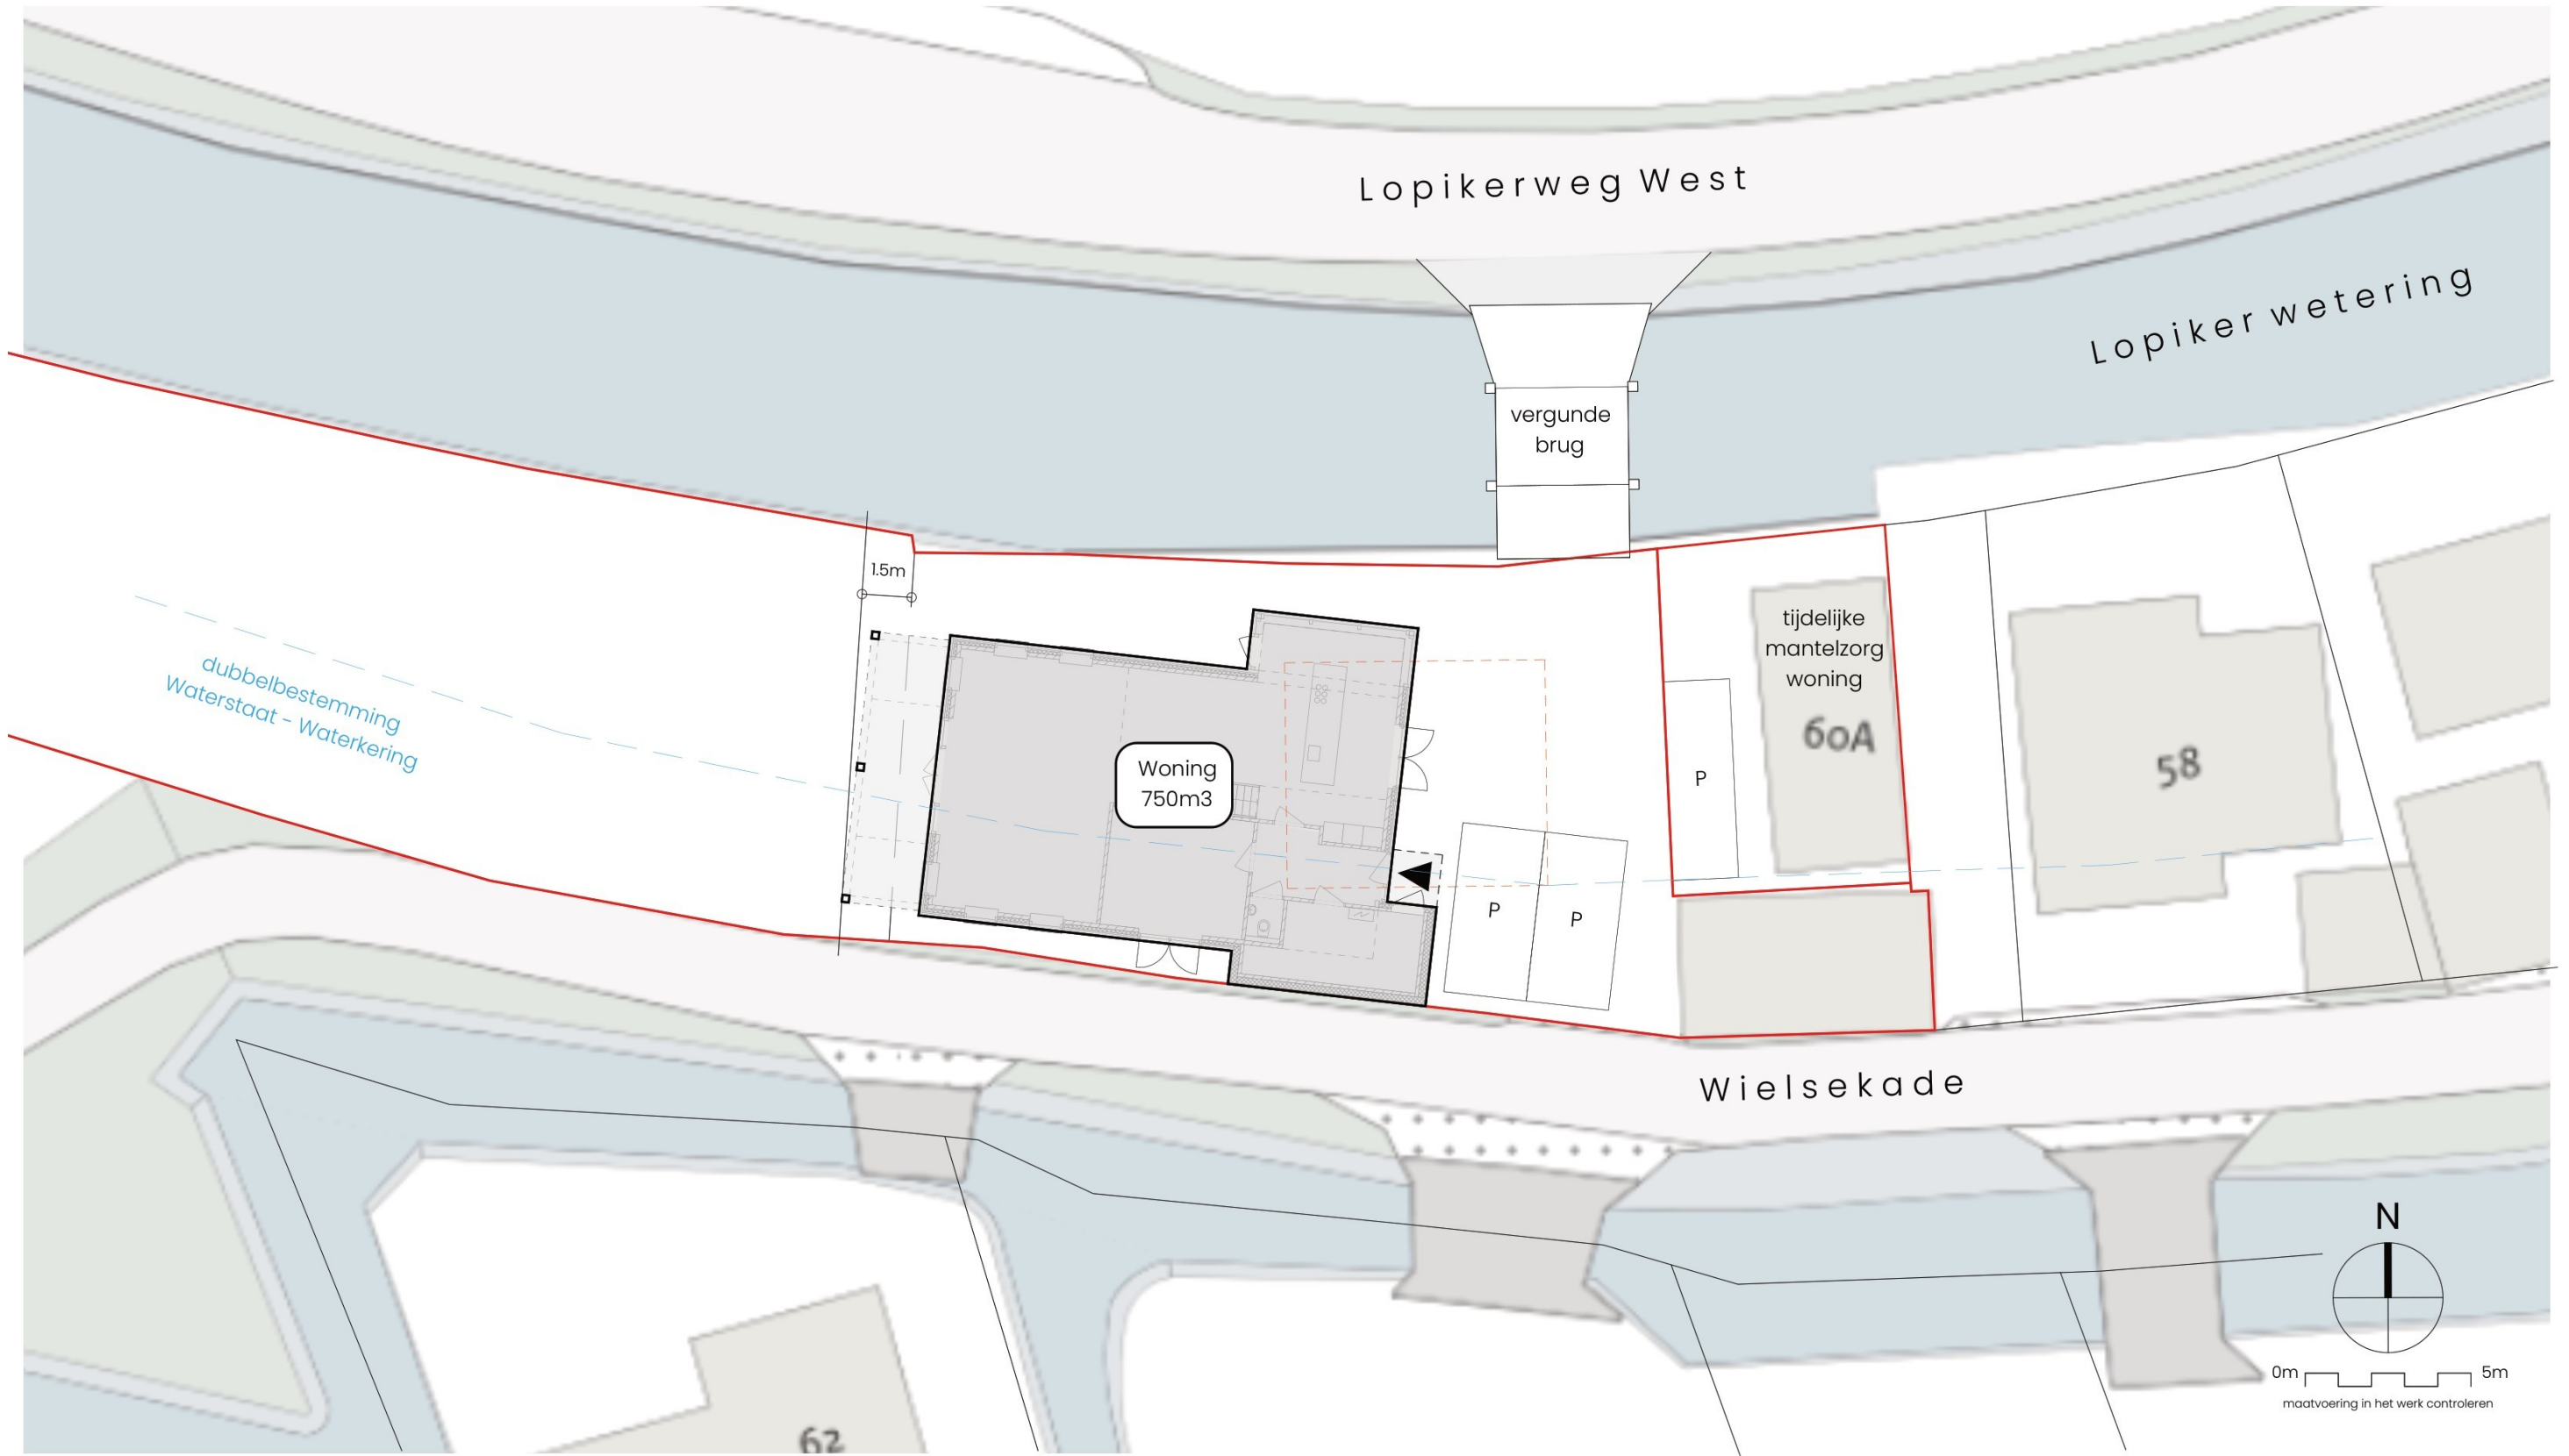 Lopikerweg West
Lopiker wetering
vergunde
brug
1.5m
tijdelijke
mantelzorg
woning
60A
58
dubbelbestemming
Waterstaat - Waterkering
Woning
750m3
P
P
P
Wielsekade
N
0m 5m
maatvoering in het werk controleren
62